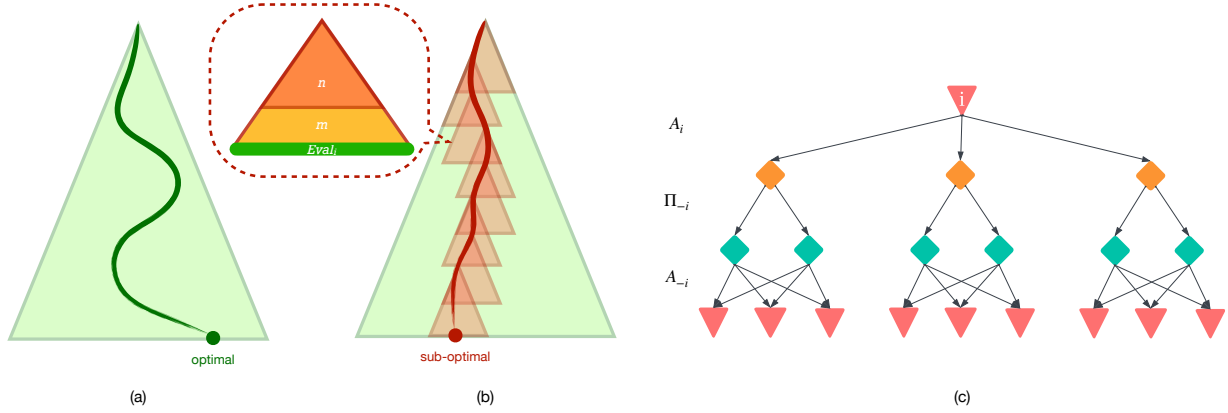 n
m
Eval_i
optimal
sub-optimal
(a)
(b)
i
A_i
Π_{-i}
A_{-i}
(c)